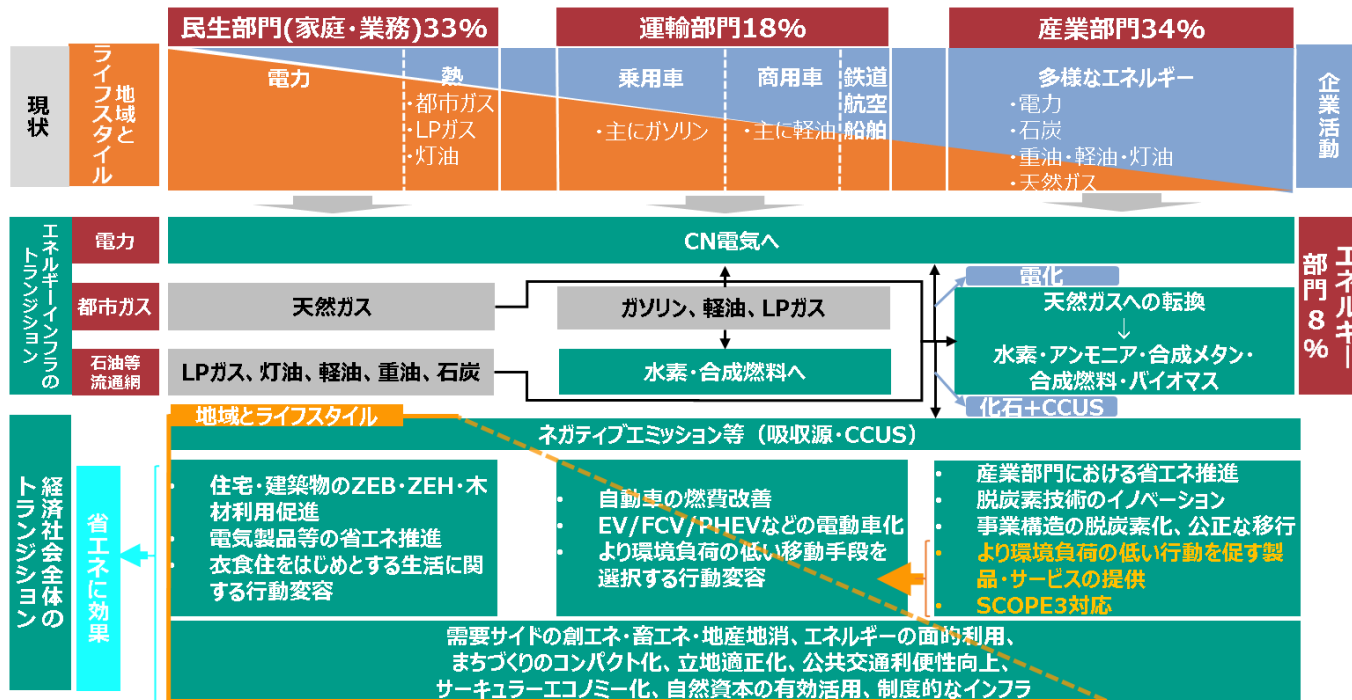 民生部門(家庭・業務)33%
運輸部門18%
産業部門34%
現状
地域と
ライフスタイル
電力
熱
・都市ガス
・LPガス
・灯油
乗用車
・主にガソリン
商用車
・主に軽油
鉄道
航空
船舶
多様なエネルギー
・電力
・石炭
・重油・軽油・灯油
・天然ガス
企業活動
エネルギーインフラの
トランジション
電力
CN電気へ
エネルギー
部門8%
都市ガス
天然ガス
ガソリン、軽油、LPガス
電化
天然ガスへの転換
↓
水素・アンモニア・合成メタン・
合成燃料・バイオマス
石油等
流通網
LPガス、灯油、軽油、重油、石炭
水素・合成燃料へ
化石+CCUS
経済社会全体の
トランジション
省エネに効果
地域とライフスタイル
ネガティブエミッション等（吸収源・CCUS）
• 住宅・建築物のZEB・ZEH・木
材利用促進
• 電気製品等の省エネ推進
• 衣食住をはじめとする生活に関
する行動変容
• 自動車の燃費改善
• EV/FCV/PHEVなどの電動車化
• より環境負荷の低い移動手段を
選択する行動変容
• 産業部門における省エネ推進
• 脱炭素技術のイノベーション
• 事業構造の脱炭素化、公正な移行
• より環境負荷の低い行動を促す製
品・サービスの提供
• SCOPE3対応
需要サイドの創エネ・畜エネ・地産地消、エネルギーの面的利用、
まちづくりのコンパクト化、立地適正化、公共交通利便性向上、
サーキュラーエコノミー化、自然資本の有効活用、制度的なインフラ